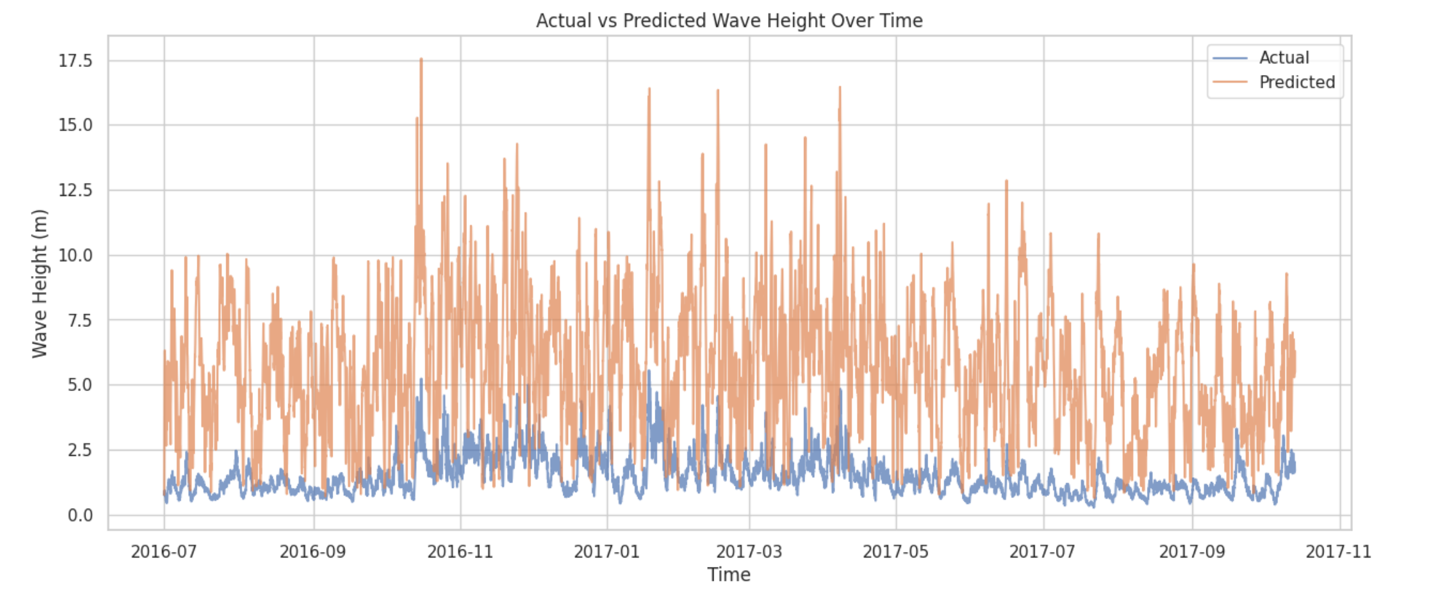 Actual vs Predicted Wave Height Over Time
Actual
Predicted
Wave Height (m)
17.5
15.0
12.5
10.0
7.5
5.0
2.5
0.0
2016-07 2016-09 2016-11 2017-01 2017-03 2017-05 2017-07 2017-09 2017-11
Time